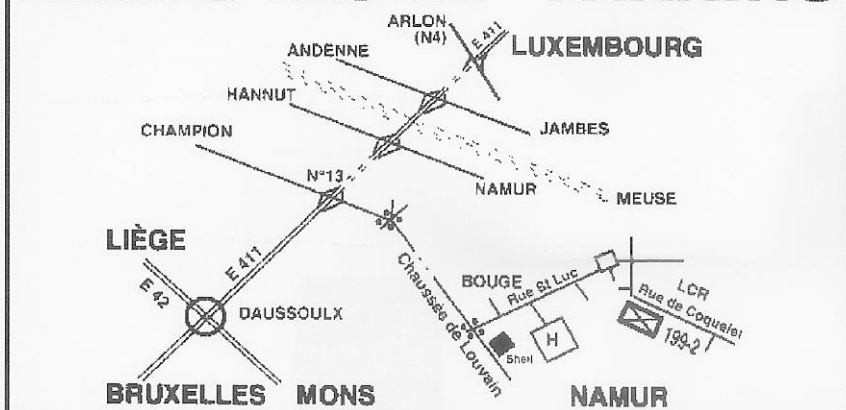 ARLON
(N4)
E 411
LUXEMBOURG
ANDENNE
HANNUT
JAMBES
CHAMPION
N°13
NAMUR
MEUSE
LIÈGE
E 411
E 42
DAUSSOULX
Chaussée de Louvain
BOUGE
Rue St Luc
LCR
Rue de Coquelet
199-2
Shell
H
BRUXELLES
MONS
NAMUR